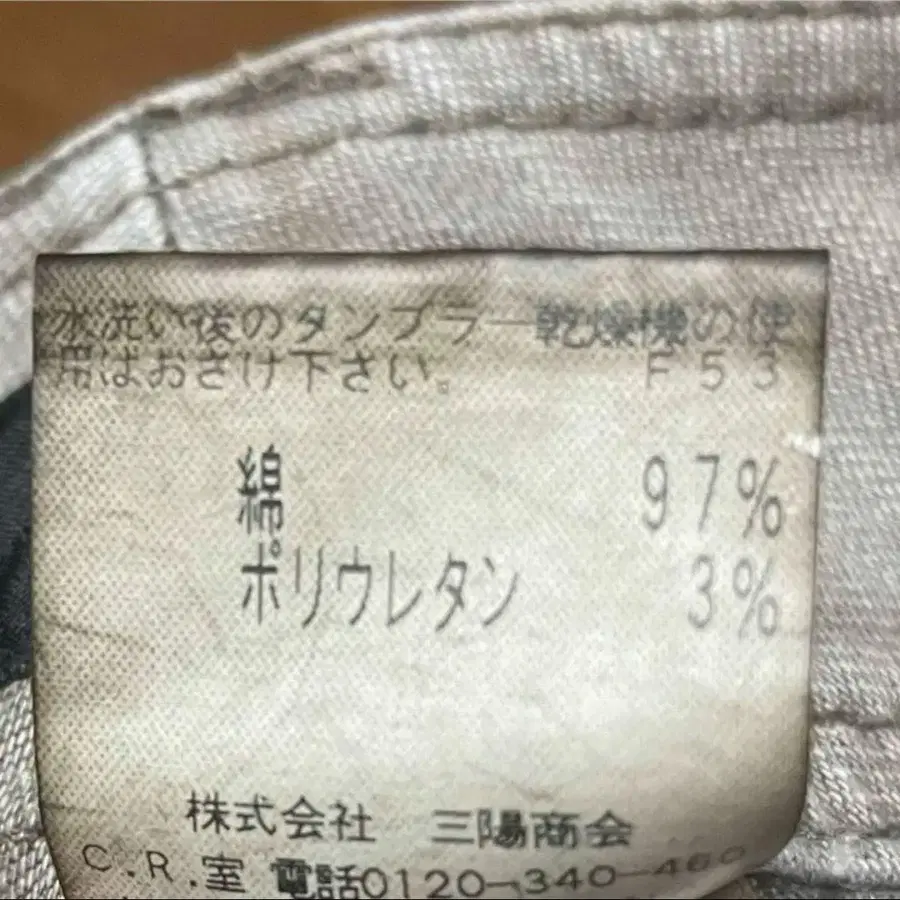 水洗い後のタンブラー乾燥機の使
用はおさけ下さい。 F53
綿 97%
ポリウレタン 3%
株式会社 三陽商会
C.R.室 電話0120-340-460